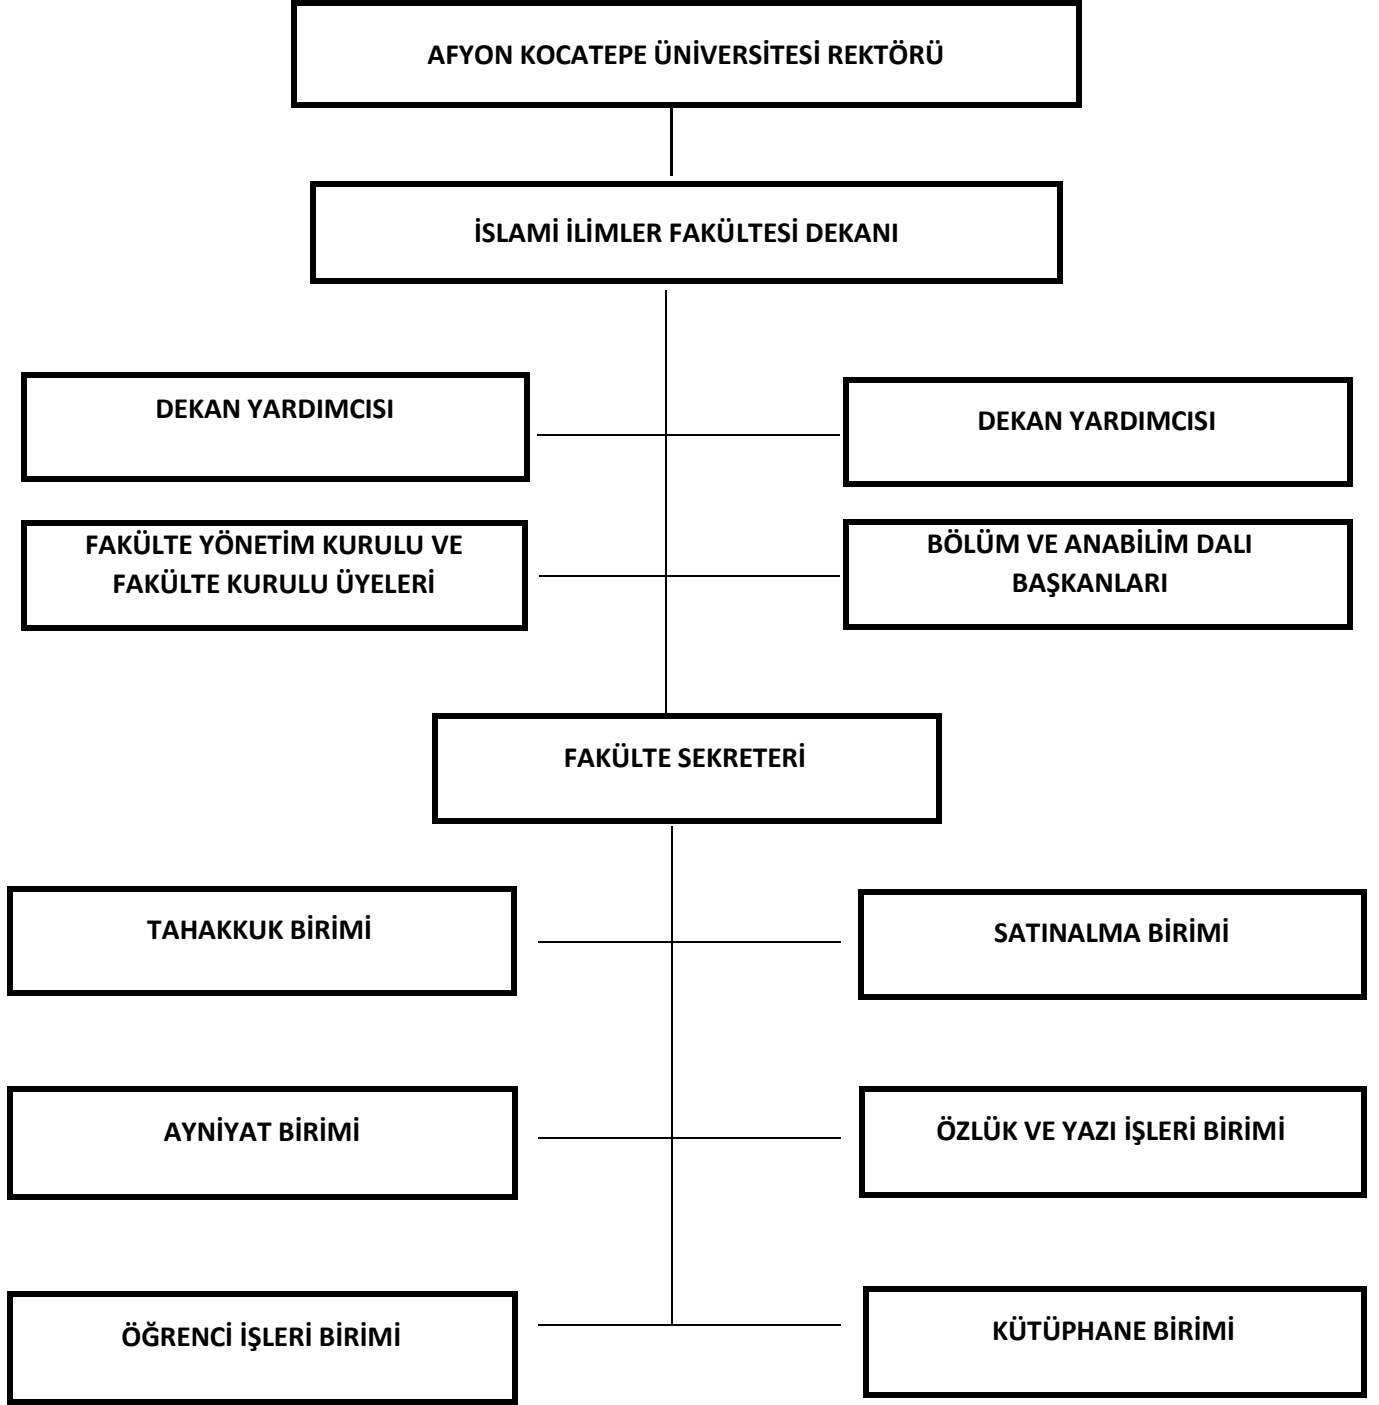 AFYON KOCATEPE ÜNİVERSİTESİ REKTÖRÜ
İSLAMİ İLİMLER FAKÜLTESİ DEKANI
DEKAN YARDIMCISI
DEKAN YARDIMCISI
FAKÜLTE YÖNETİM KURULU VE
FAKÜLTE KURULU ÜYELERİ
BÖLÜM VE ANABİLİM DALI
BAŞKANLARI
FAKÜLTE SEKRETERİ
TAHAKKUK BİRİMİ
SATINALMA BİRİMİ
AYNİYAT BİRİMİ
ÖZLÜK VE YAZI İŞLERİ BİRİMİ
ÖĞRENCİ İŞLERİ BİRİMİ
KÜTÜPHANE BİRİMİ